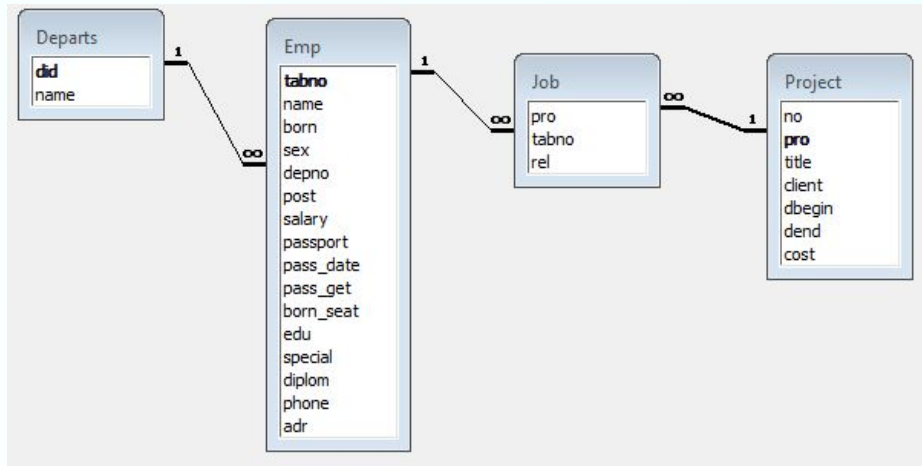 Departs
did
name
1
∞
Emp
tabno
name
born
sex
depno
post
salary
passport
pass_date
pass_get
born_seat
edu
special
diplom
phone
adr
1
∞
Job
pro
tabno
rel
∞
1
Project
no
pro
title
client
dbegin
dend
cost